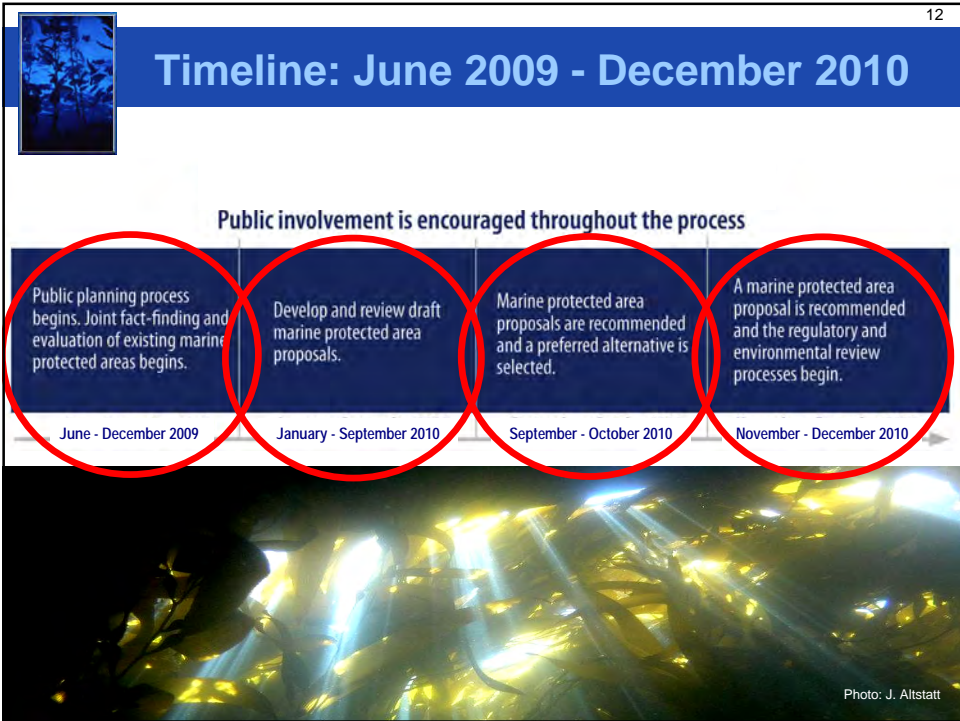 12
Timeline: June 2009 - December 2010
Public involvement is encouraged throughout the process
Public planning process
begins. Joint fact-finding and
evaluation of existing marine
protected areas begins.
Develop and review draft
marine protected area
proposals.
Marine protected area
proposals are recommended
and a preferred alternative is
selected.
A marine protected area
proposal is recommended
and the regulatory and
environmental review
processes begin.
June - December 2009
January - September 2010
September - October 2010
November - December 2010
Photo: J. Altstatt